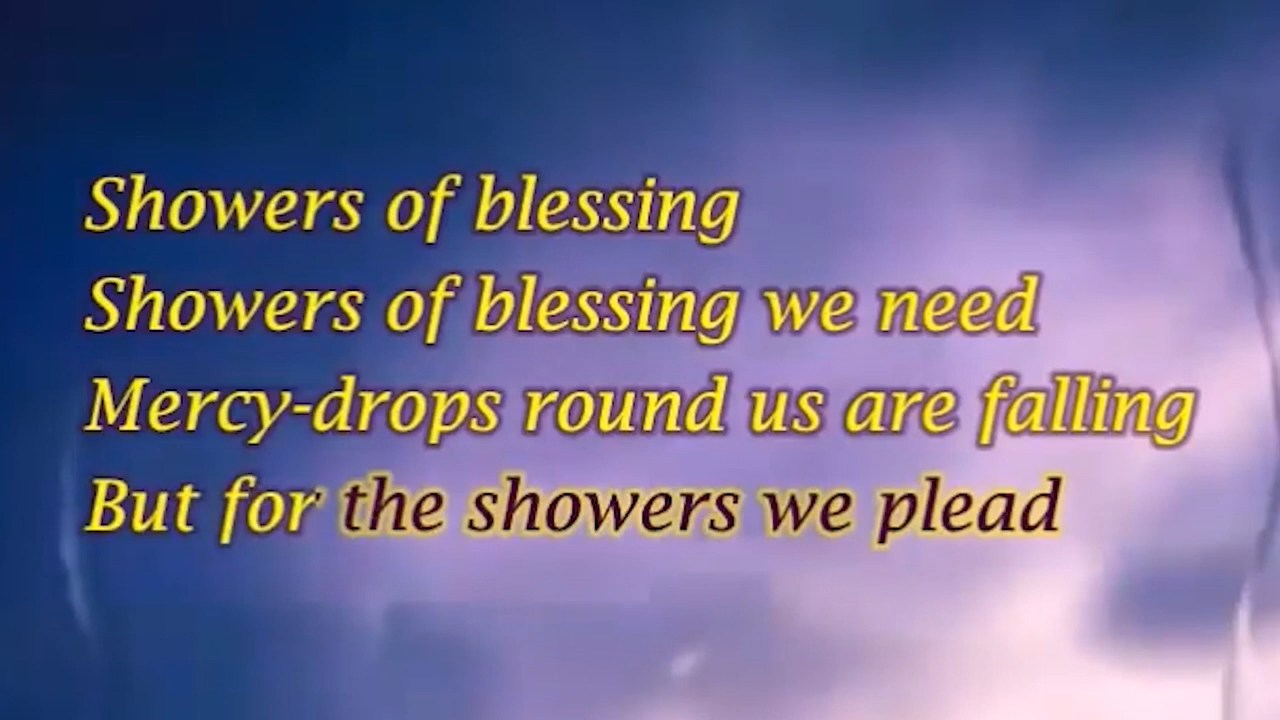 Showers of blessing
Showers of blessing we need
Mercy-drops round us are falling
But for the showers we plead